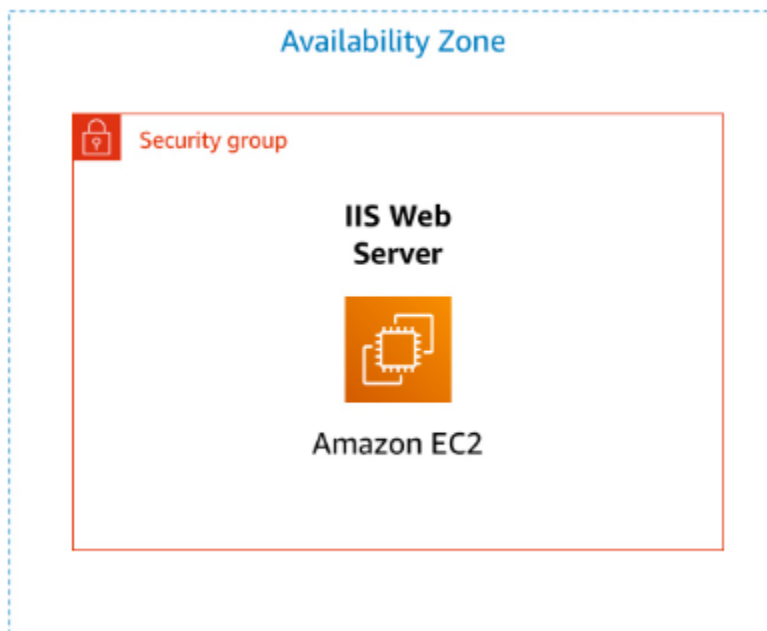 Availability Zone
Security group
IIS Web
Server
Amazon EC2